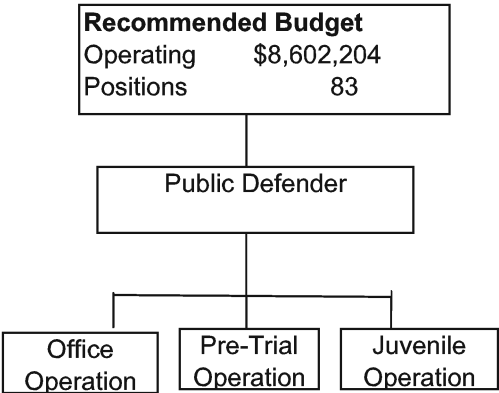 Recommended Budget
Operating $8,602,204
Positions 83
Public Defender
Office
Operation
Pre-Trial
Operation
Juvenile
Operation